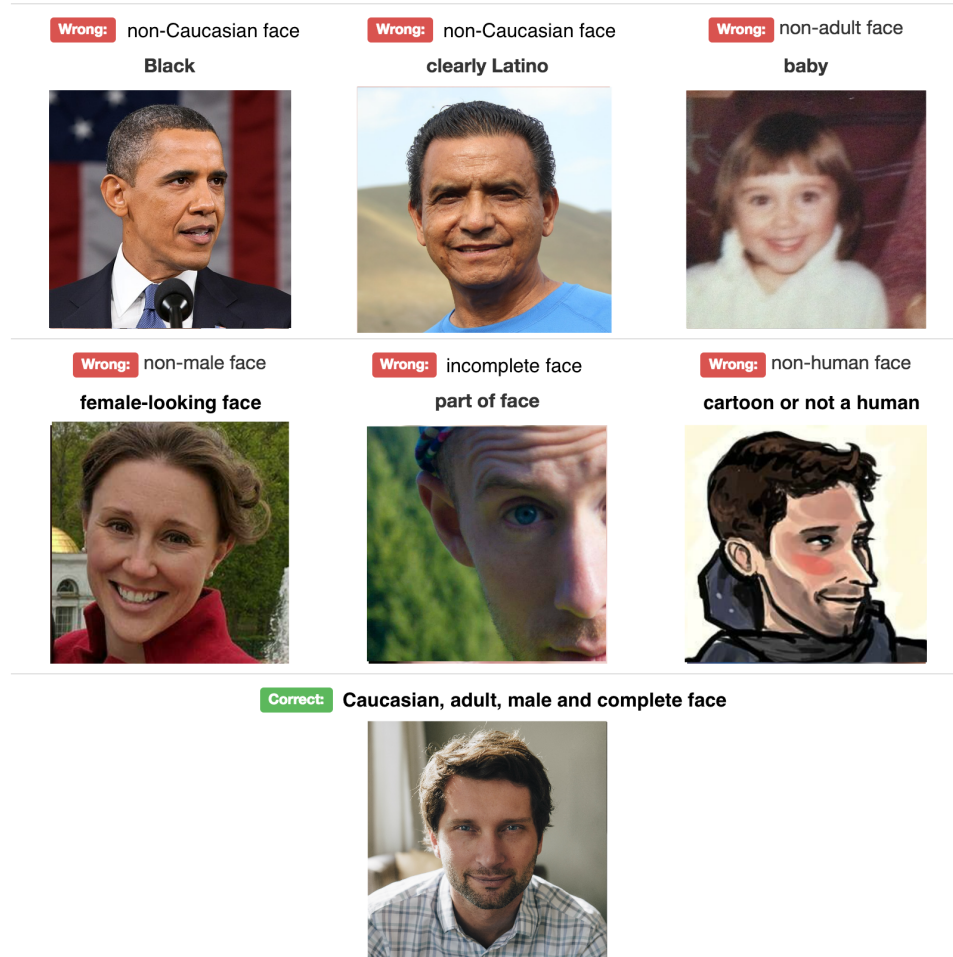 Wrong: non-Caucasian face
Black
Wrong: non-Caucasian face
clearly Latino
Wrong: non-adult face
baby
Wrong: non-male face
female-looking face
Wrong: incomplete face
part of face
Wrong: non-human face
cartoon or not a human
Correct: Caucasian, adult, male and complete face